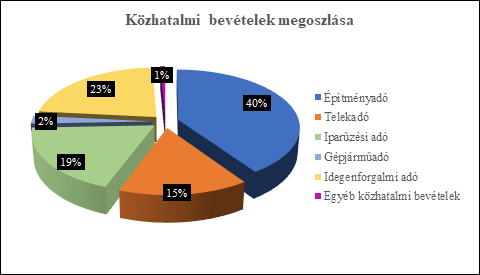 Közhatalmi bevételek megoszlása
1%
23%
40%
2%
19%
15%
Építményadó
Telekadó
Iparűzési adó
Gépjárműadó
Idegenforgalmi adó
Egyéb közhatalmi bevételek